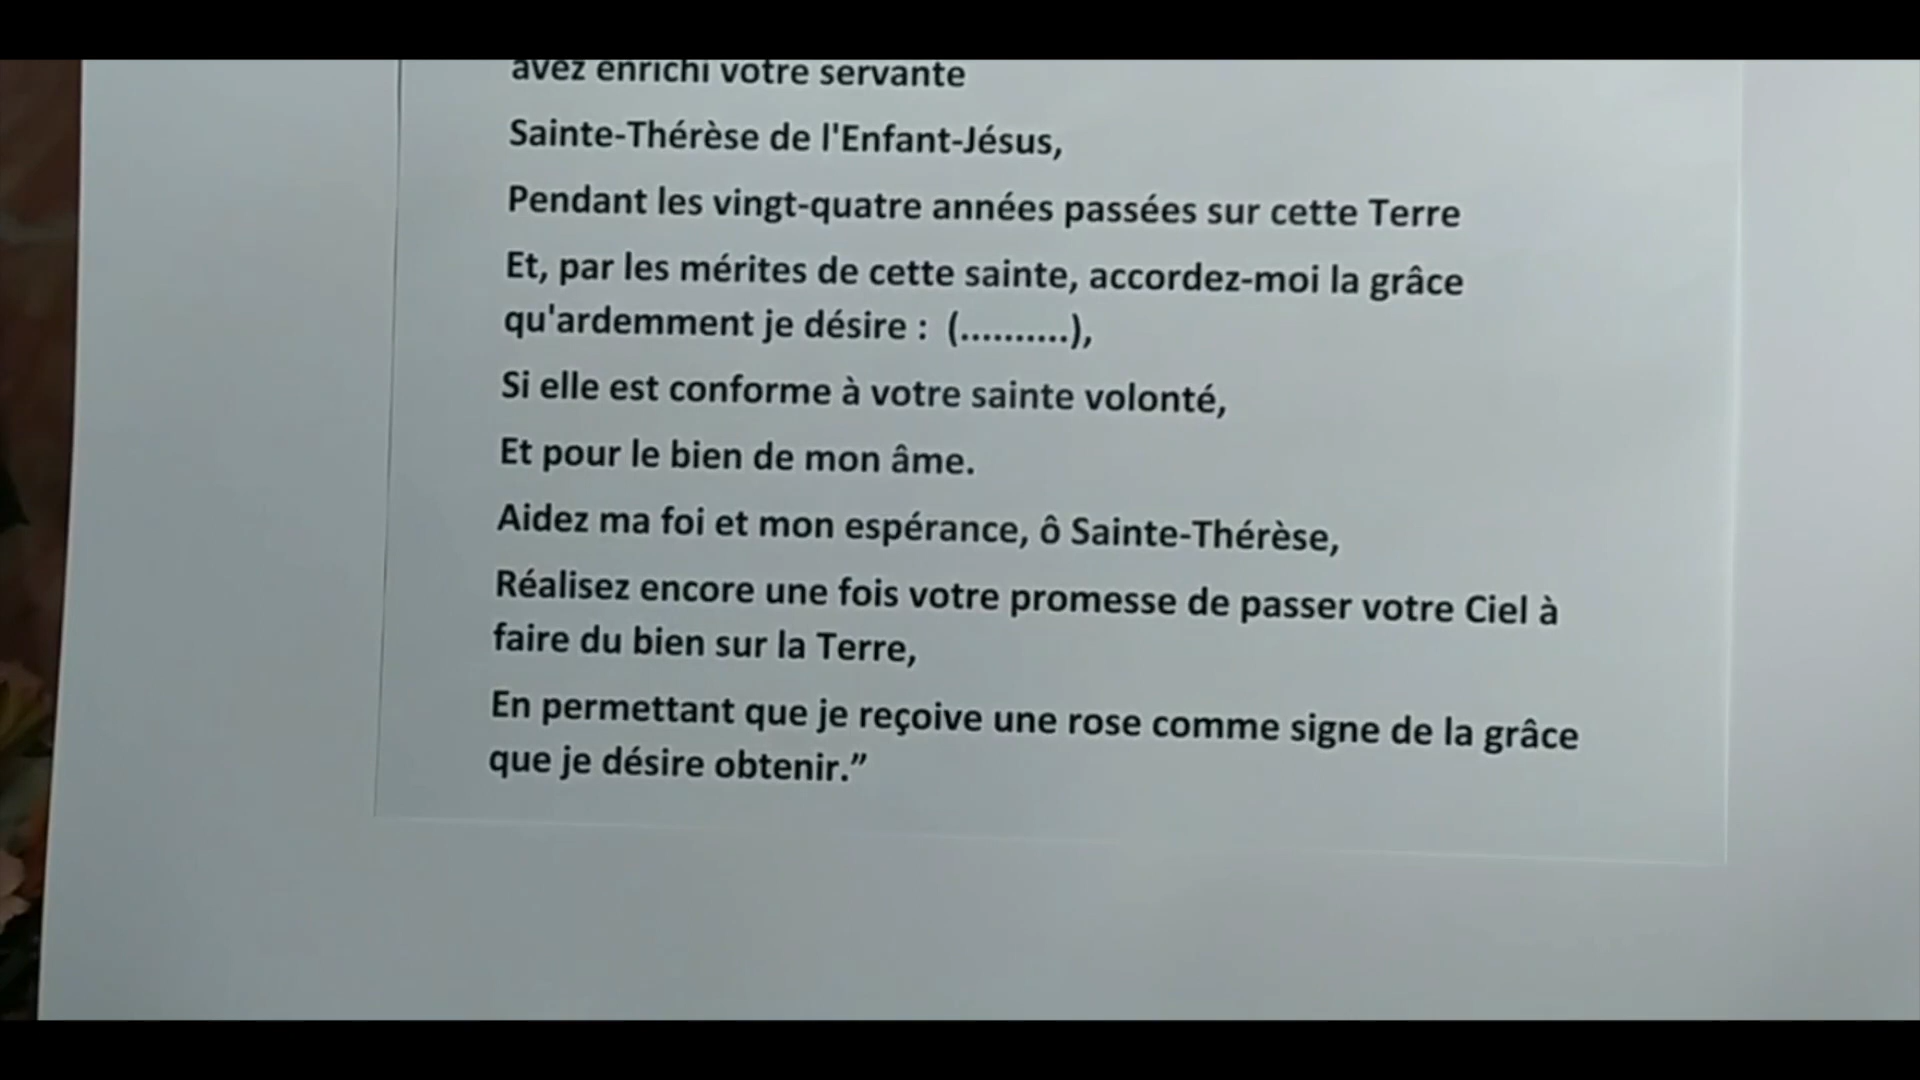 avez enrichi votre servante
Sainte-Thérèse de l'Enfant-Jésus,
Pendant les vingt-quatre années passées sur cette Terre
Et, par les mérites de cette sainte, accordez-moi la grâce
qu'ardemment je désire :  (..........),
Si elle est conforme à votre sainte volonté,
Et pour le bien de mon âme.
Aidez ma foi et mon espérance, ô Sainte-Thérèse,
Réalisez encore une fois votre promesse de passer votre Ciel à
faire du bien sur la Terre,
En permettant que je reçoive une rose comme signe de la grâce
que je désire obtenir.”